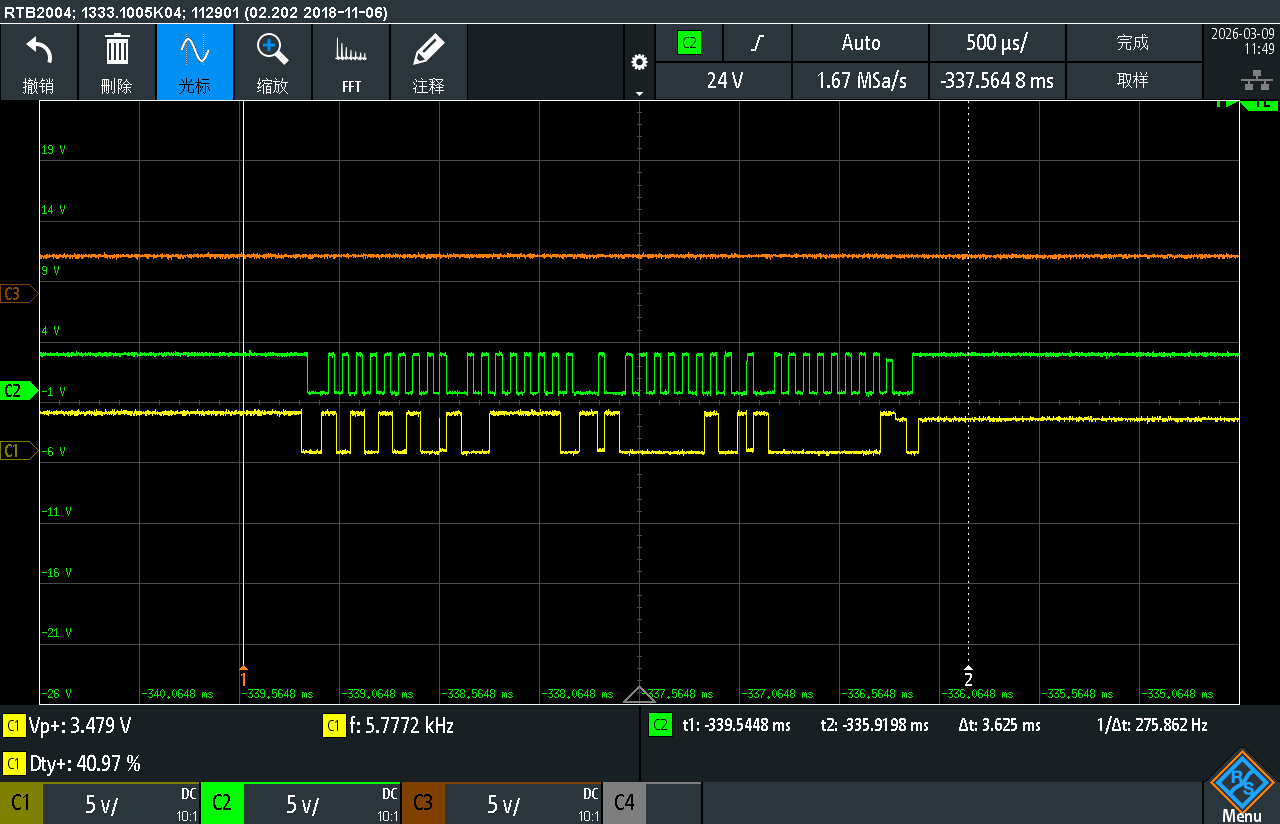 RTB2004; 1333.1005K04; 112901 (02.202 2018-11-06)
撤销
删除
光标
缩放
FFT
注释
C2
Auto
500 µs/
完成
24 V
1.67 MSa/s
-337.564 8 ms
取样
2026-03-09
11:49
19 V
14 V
9 V
C3
4 V
C2
-1 V
C1
-6 V
-11 V
-16 V
-21 V
1
2
-26 V
-340.0648 ms
-339.5648 ms
-339.0648 ms
-338.5648 ms
-338.0648 ms
-337.5648 ms
-337.0648 ms
-336.5648 ms
-336.0648 ms
-335.5648 ms
-335.0648 ms
C1 Vp+: 3.479 V
C1 f: 5.7772 kHz
C2 t1: -339.5448 ms t2: -335.9198 ms Δt: 3.625 ms 1/Δt: 275.862 Hz
C1 Dty+: 40.97 %
C1 5 V/ DC 10:1
C2 5 V/ DC 10:1
C3 5 V/ DC 10:1
C4
R S
Menu